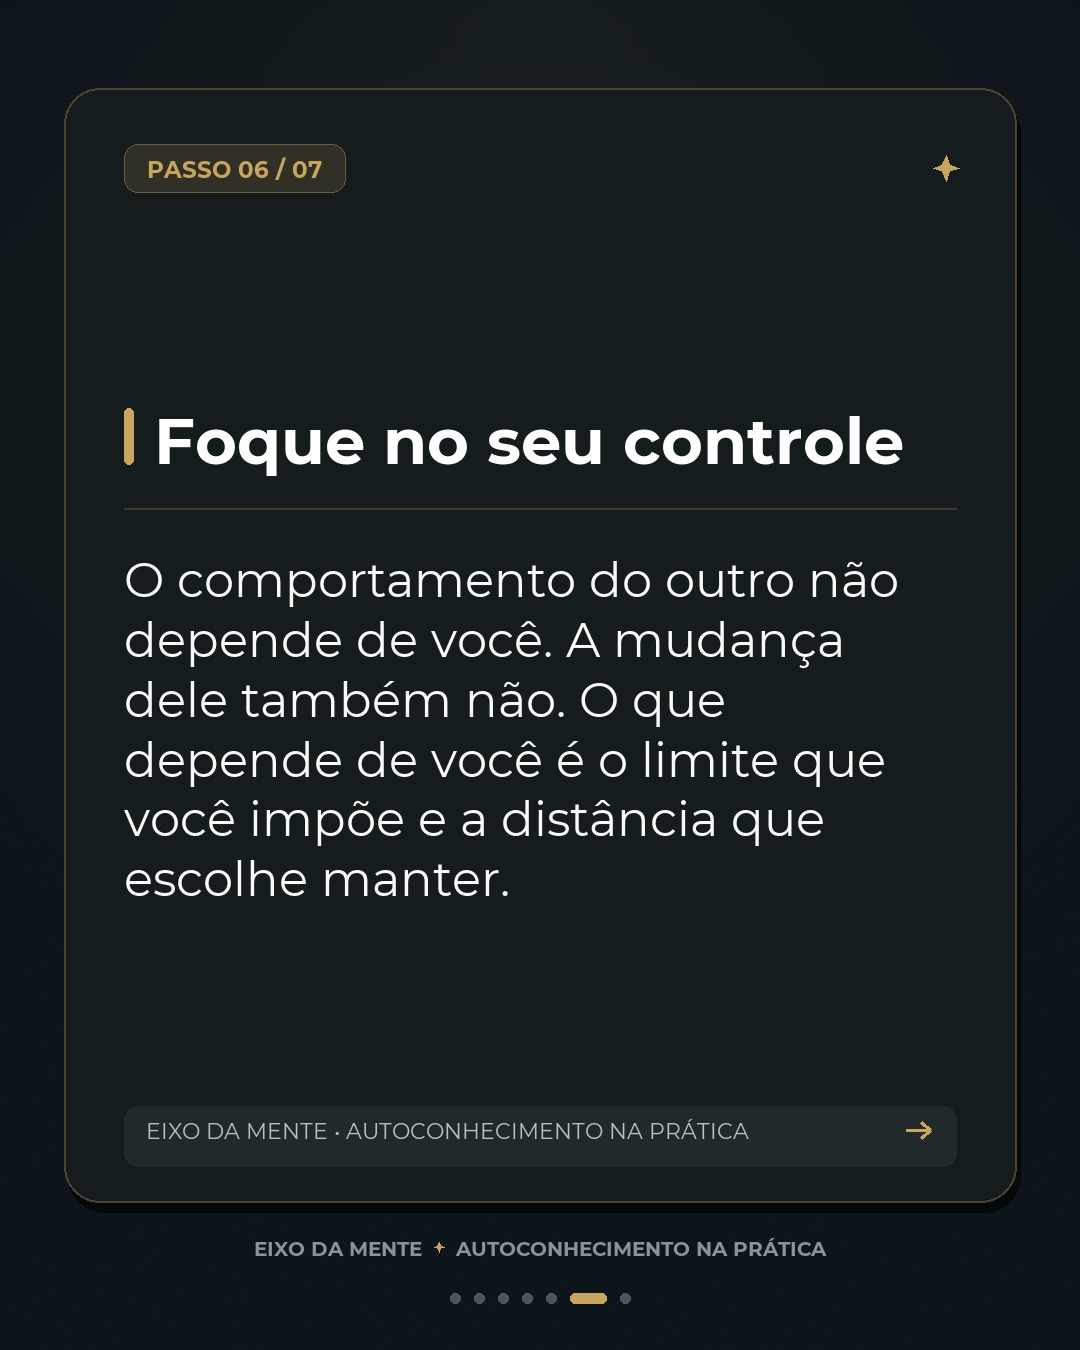 PASSO 06 / 07
Foque no seu controle
O comportamento do outro não
depende de você. A mudança
dele também não. O que
depende de você é o limite que
você impõe e a distância que
escolhe manter.
EIXO DA MENTE • AUTOCONHECIMENTO NA PRÁTICA
EIXO DA MENTE ✦ AUTOCONHECIMENTO NA PRÁTICA